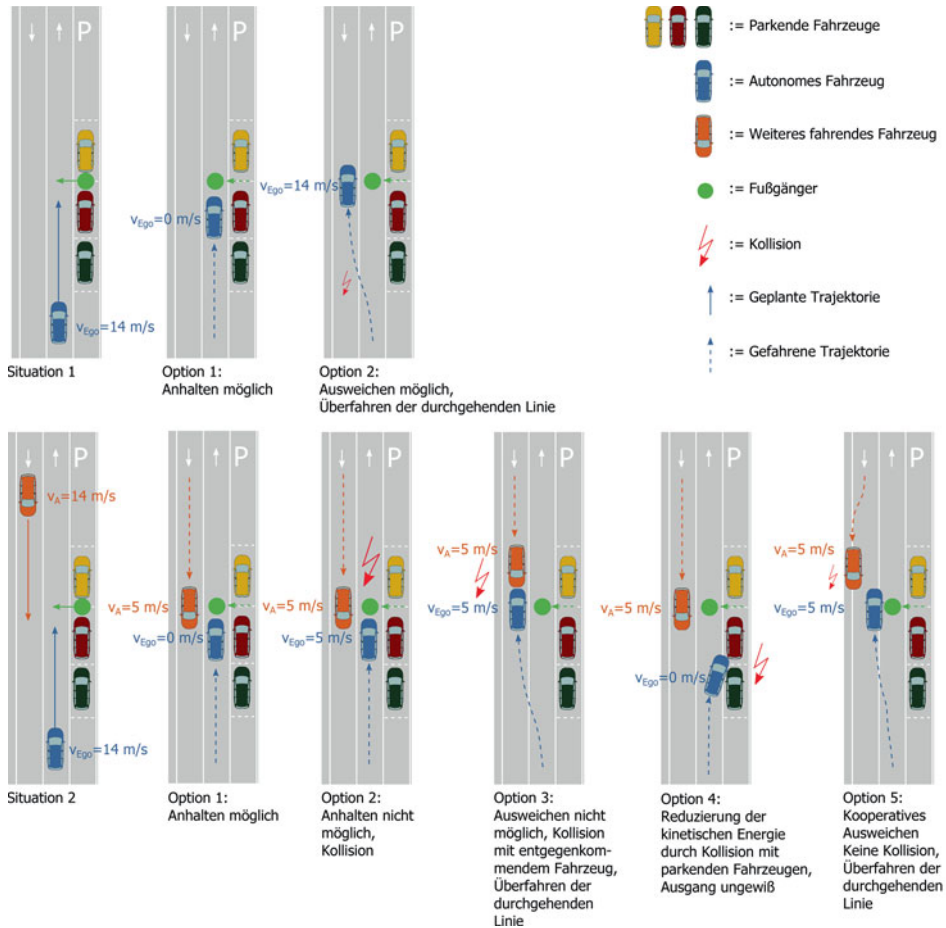 P
P
P
:= Parkende Fahrzeuge
:= Autonomes Fahrzeug
:= Weiteres fahrendes Fahrzeug
:= Fußgänger
:= Kollision
:= Geplante Trajektorie
:= Gefahrene Trajektorie
vEgo=14 m/s
vEgo=0 m/s
vEgo=14 m/s
Situation 1
Option 1:
Anhalten möglich
Option 2:
Ausweichen möglich,
Überfahren der durchgehenden Linie
P
P
P
P
P
P
vA=14 m/s
vEgo=14 m/s
vA=5 m/s
vEgo=0 m/s
vA=5 m/s
vEgo=5 m/s
vA=5 m/s
vEgo=5 m/s
vA=5 m/s
vEgo=0 m/s
vA=5 m/s
vEgo=5 m/s
Situation 2
Option 1:
Anhalten möglich
Option 2:
Anhalten nicht
möglich,
Kollision
Option 3:
Ausweichen nicht
möglich, Kollision
mit entgegenkom-
mendem Fahrzeug,
Überfahren der
durchgehenden
Linie
Option 4:
Reduzierung der
kinetischen Energie
durch Kollision mit
parkenden Fahrzeugen,
Ausgang ungewiß
Option 5:
Kooperatives
Ausweichen
Keine Kollision,
Überfahren der
durchgehenden
Linie